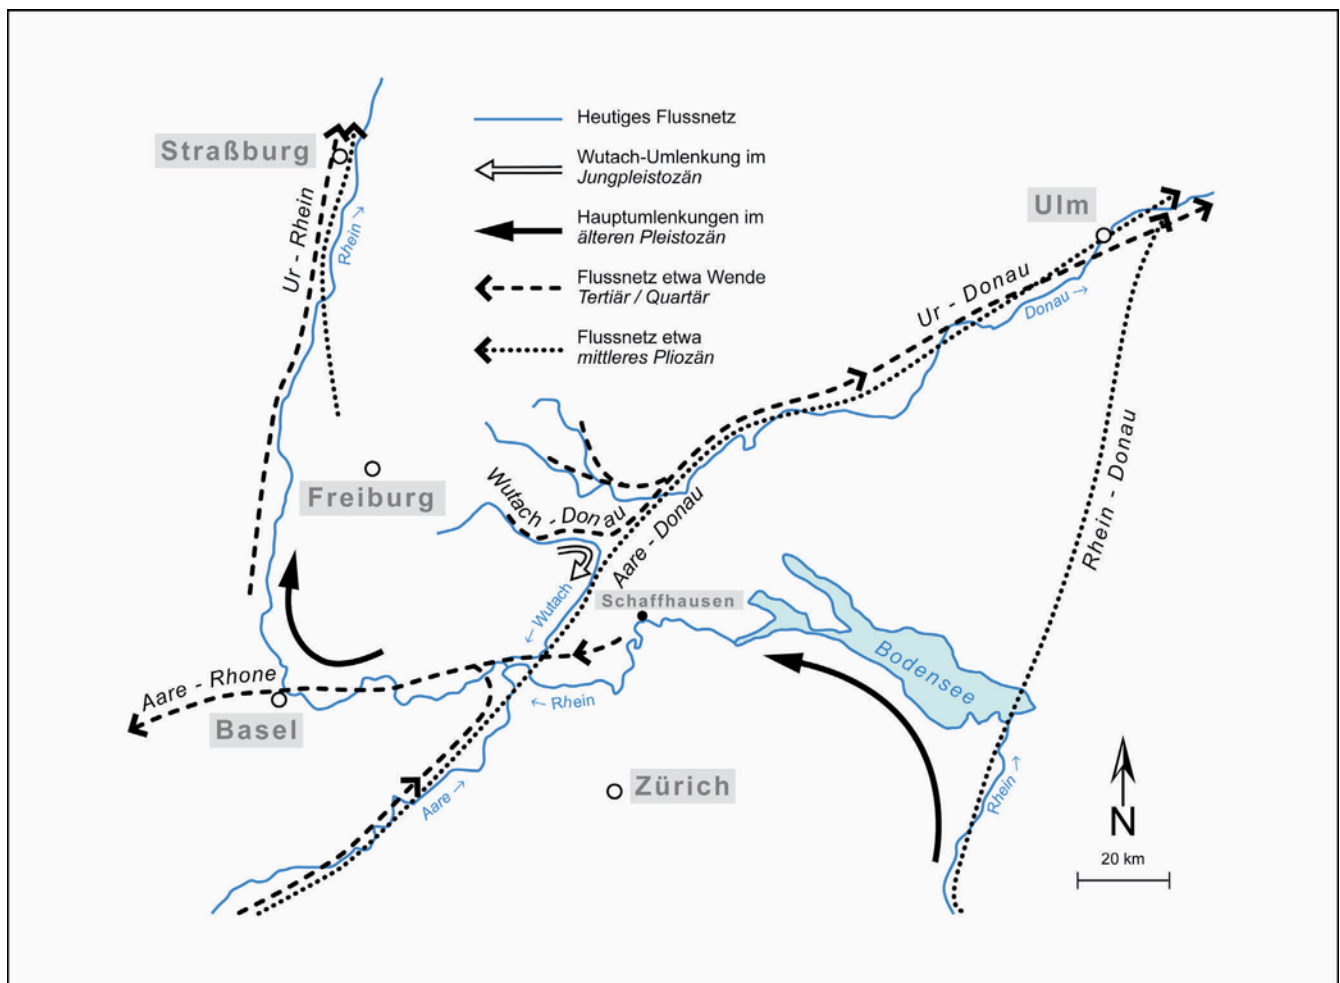 Heutiges Flussnetz
Wutach-Umlenkung im
Jungpleistozän
Hauptumlenkungen im
älteren Pleistozän
Flussnetz etwa Wende
Tertiär / Quartär
Flussnetz etwa
mittleres Pliozän
Straßburg
Ur - Rhein
Rhein →
Ulm
Ur - Donau
Donau →
Freiburg
Wutach - Donau
Aare - Donau
Rhein - Donau
← Wutach
Schaffhausen
Bodensee
Aare - Rhone
Basel
← Rhein
Zürich
Aare →
Rhein →
N
20 km